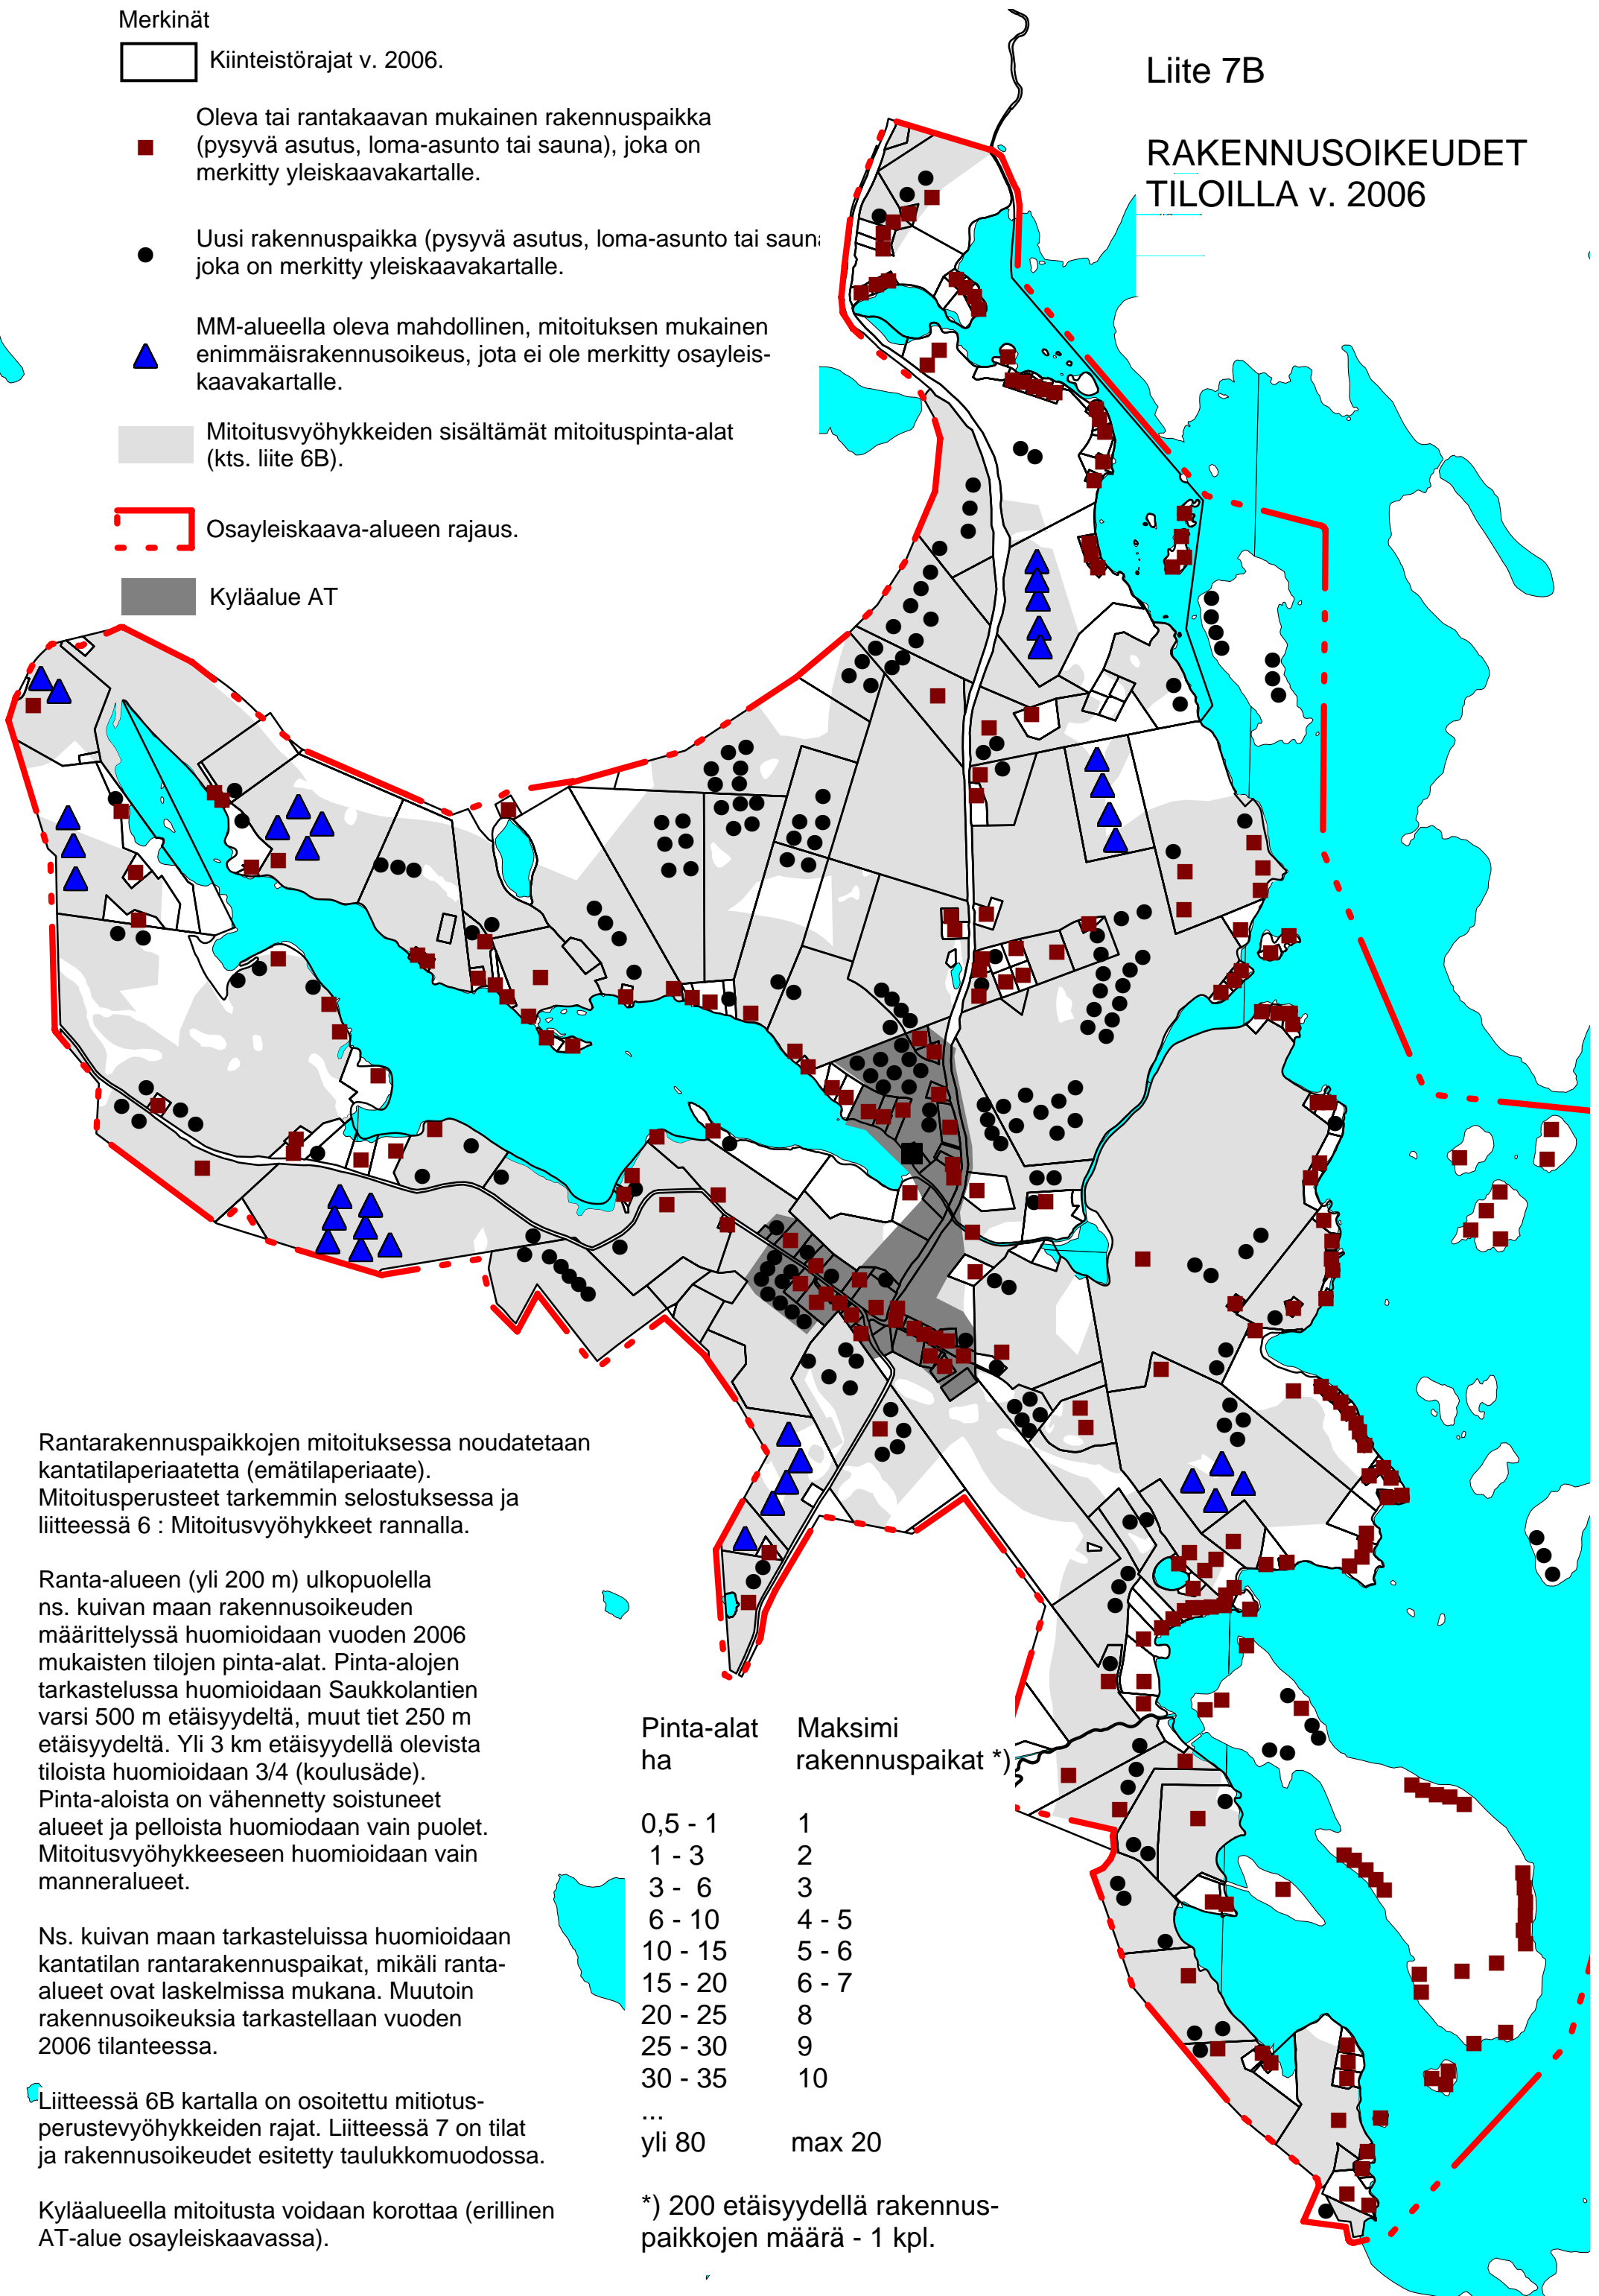 Merkinät
Kiinteistörajat v. 2006.
Oleva tai rantakaavan mukainen rakennuspaikka
(pysyvä asutus, loma-asunto tai sauna), joka on
merkitty yleiskaavakartalle.
Uusi rakennuspaikka (pysyvä asutus, loma-asunto tai sauna
joka on merkitty yleiskaavakartalle.
MM-alueella oleva mahdollinen, mitoituksen mukainen
enimmäisrakennusoikeus, jota ei ole merkitty osayleis-
kaavakartalle.
Mitoitusvyöhykkeiden sisältämät mitoituspinta-alat
(kts. liite 6B).
Osayleiskaava-alueen rajaus.
Kyläalue AT
Liite 7B
RAKENNUSOIKEUDET
TILOILLA v. 2006
Rantarakennuspaikkojen mitoituksessa noudatetaan
kantatilaperiaatetta (emätilaperiaate).
Mitoitusperusteet tarkemmin selostuksessa ja
liitteessä 6 : Mitoitusvyöhykkeet rannalla.
Ranta-alueen (yli 200 m) ulkopuolella
ns. kuivan maan rakennusoikeuden
määrittelyssä huomioidaan vuoden 2006
mukaisten tilojen pinta-alat. Pinta-alojen
tarkastelussa huomioidaan Saukkolantien
varsi 500 m etäisyydeltä, muut tiet 250 m
etäisyydeltä. Yli 3 km etäisyydellä olevista
tiloista huomioidaan 3/4 (koulusäde).
Pinta-aloista on vähennetty soistuneet
alueet ja pelloista huomiodaan vain puolet.
Mitoitusvyöhykkeeseen huomioidaan vain
manneralueet.
Ns. kuivan maan tarkasteluissa huomioidaan
kantatilan rantarakennuspaikat, mikäli ranta-
alueet ovat laskelmissa mukana. Muutoin
rakennusoikeuksia tarkastellaan vuoden
2006 tilanteessa.
Liitteessä 6B kartalla on osoitettu mitiotus-
perustevyöhykkeiden rajat. Liitteessä 7 on tilat
ja rakennusoikeudet esitetty taulukkomuodossa.
Kyläalueella mitoitusta voidaan korottaa (erillinen
AT-alue osayleiskaavassa).
Pinta-alat Maksimi
ha rakennuspaikat *)
0,5 - 1 1
1 - 3 2
3 - 6 3
6 - 10 4 - 5
10 - 15 5 - 6
15 - 20 6 - 7
20 - 25 8
25 - 30 9
30 - 35 10
...
yli 80 max 20
*) 200 etäisyydellä rakennus-
paikkojen määrä - 1 kpl.